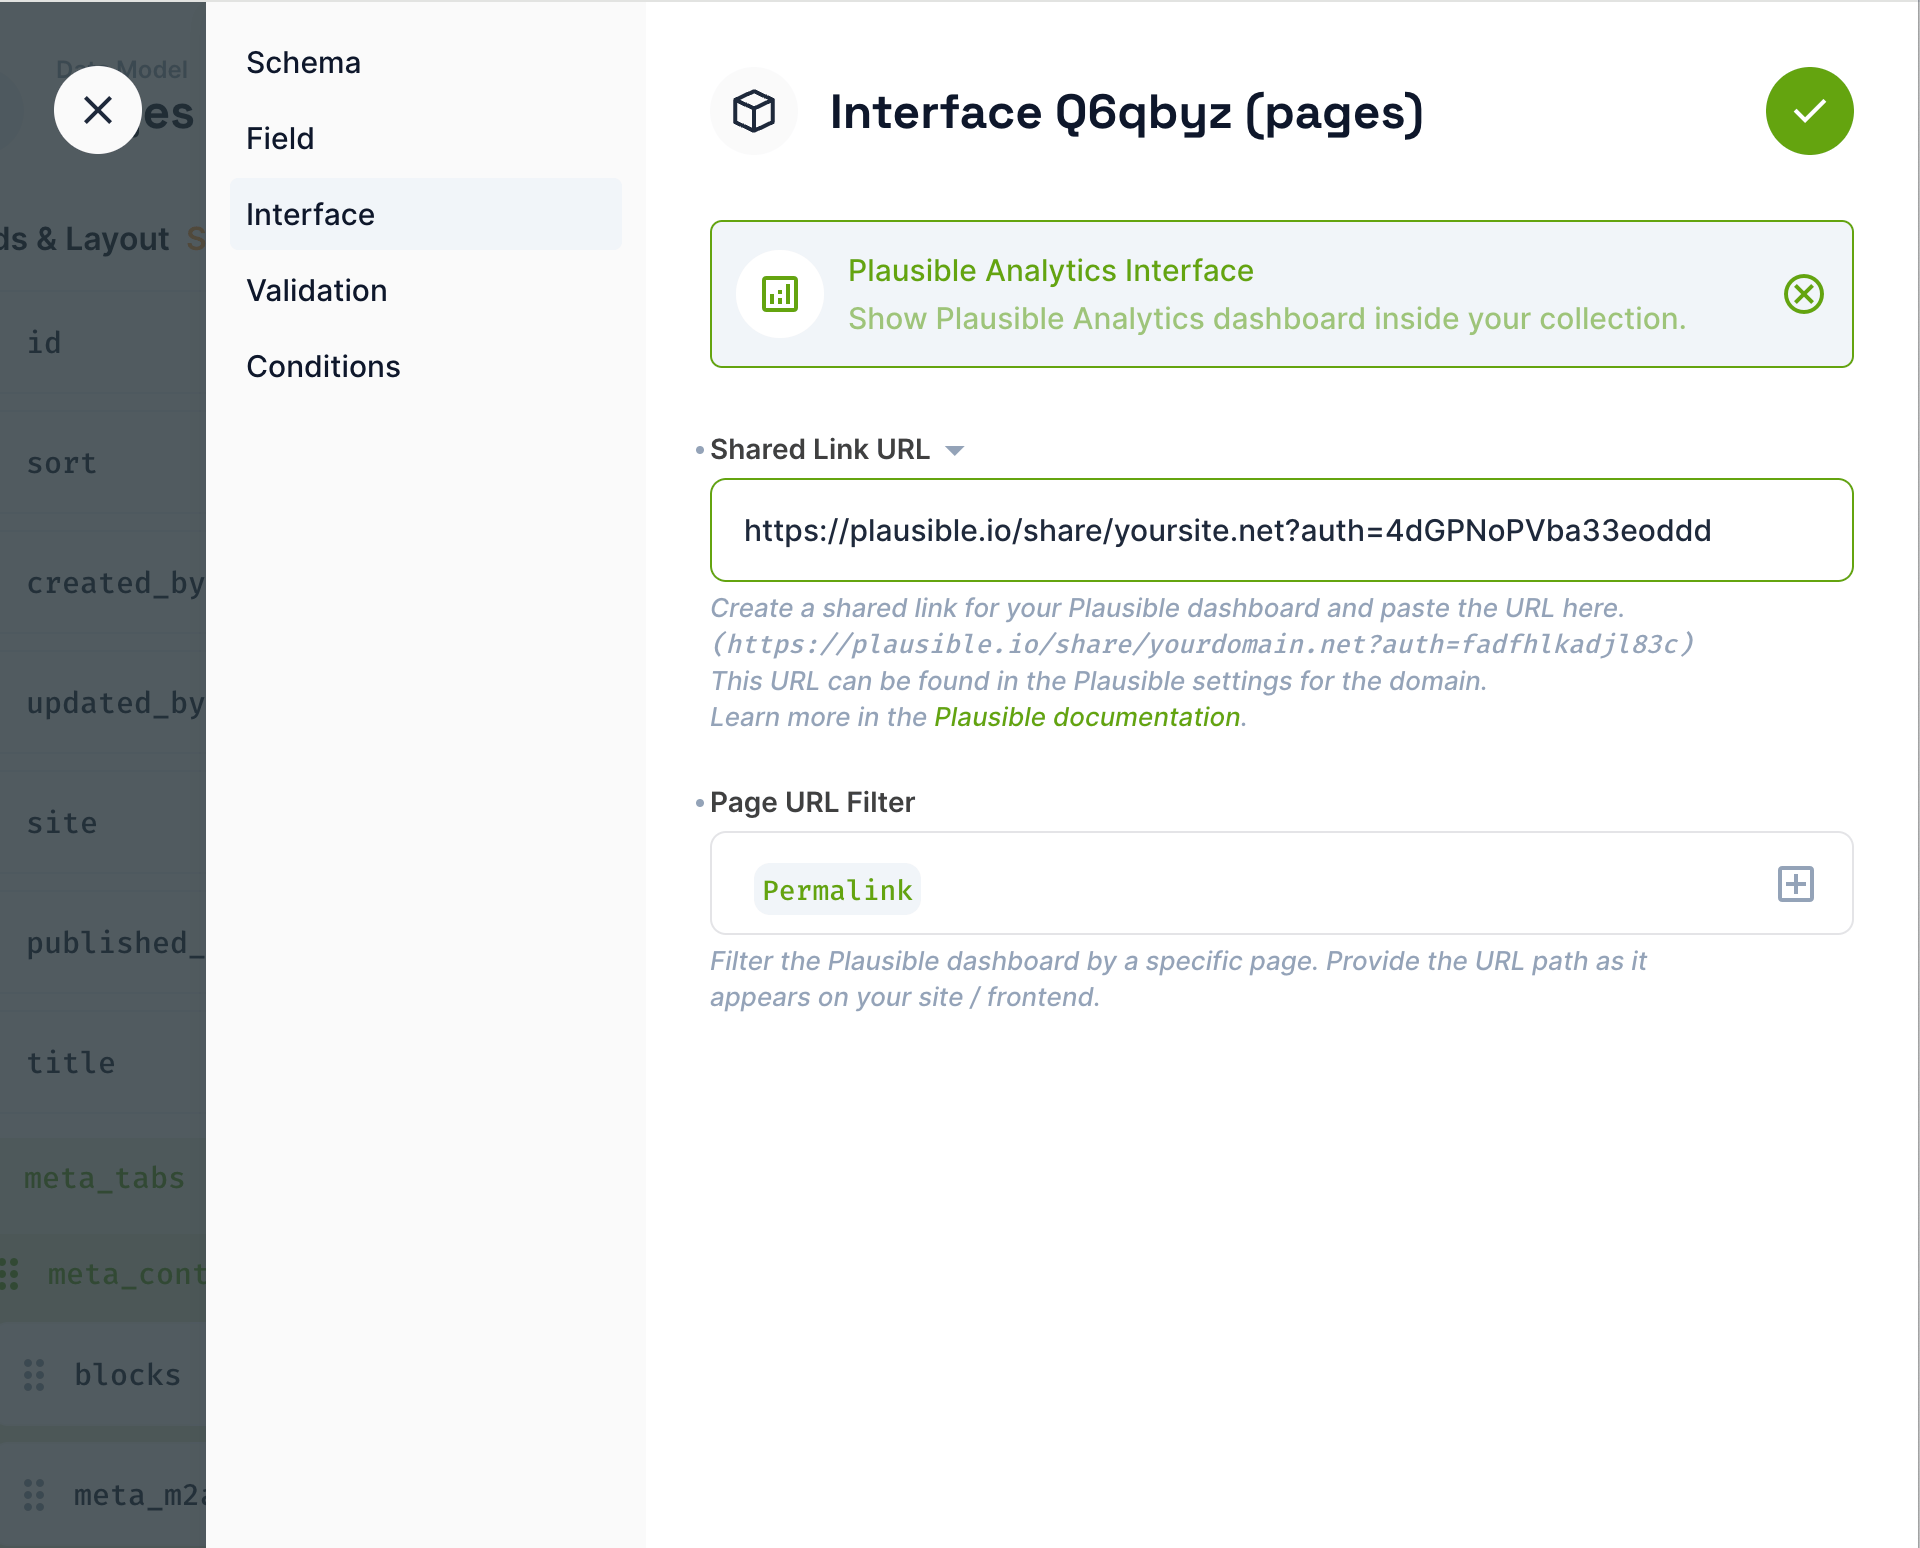 Data Model
es
ds & Layout
id
sort
created_by
updated_by
site
published_
title
meta_tabs
meta_cont
blocks
meta_m2a
Schema
Field
Interface
Validation
Conditions
Interface Q6qbyz (pages)
Plausible Analytics Interface
Show Plausible Analytics dashboard inside your collection.
Shared Link URL
https://plausible.io/share/yoursite.net?auth=4dGPNoPVba33eoddd
Create a shared link for your Plausible dashboard and paste the URL here.
(https://plausible.io/share/yourdomain.net?auth=fadfhlkadjl83c)
This URL can be found in the Plausible settings for the domain.
Learn more in the Plausible documentation.
Page URL Filter
Permalink
Filter the Plausible dashboard by a specific page. Provide the URL path as it
appears on your site / frontend.